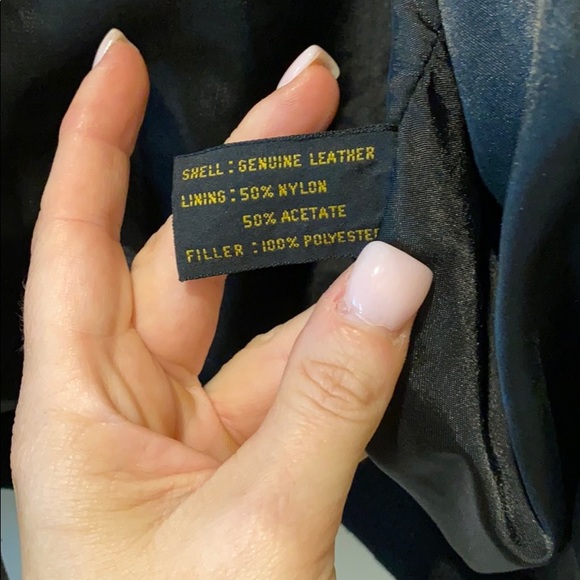 SHELL : GENUINE LEATHER
LINING : 50% NYLON
50% ACETATE
FILLER : 100% POLYESTER